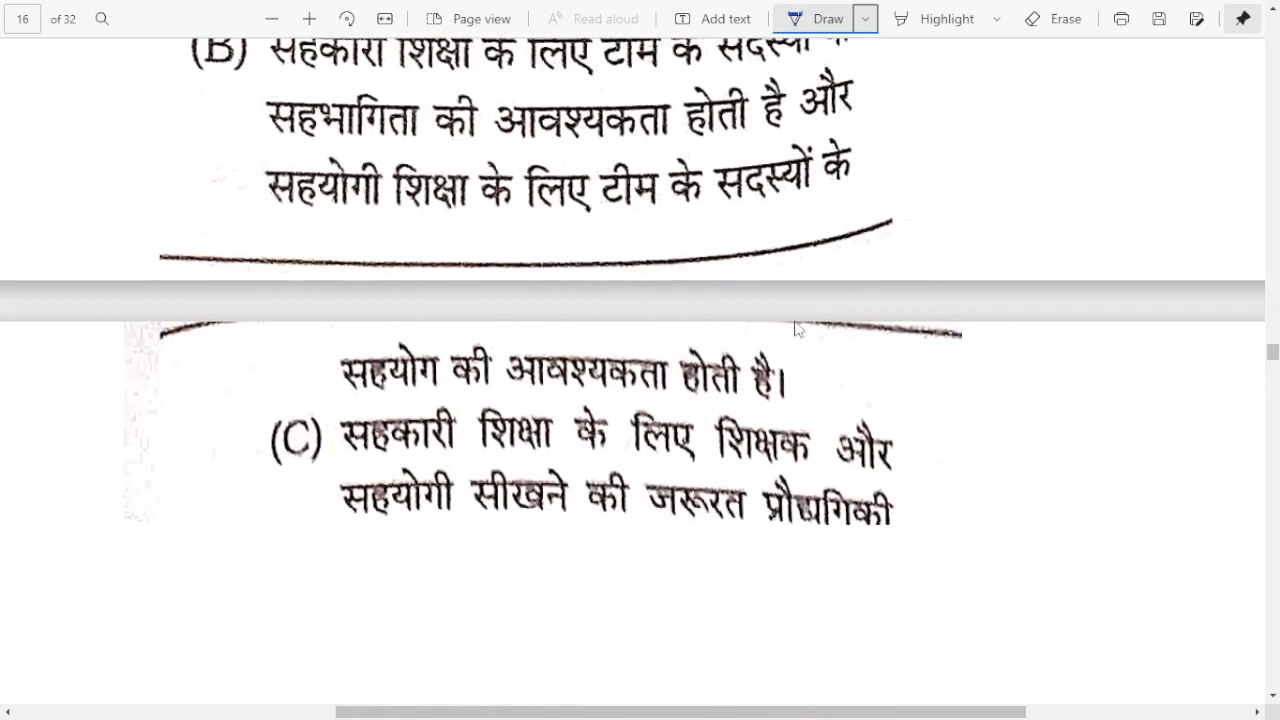 16 of 32 Page view Read aloud Add text Draw Highlight Erase
(B) सहकारी शिक्षा के लिए टीम के सदस्यों
सहभागिता की आवश्यकता होती है और
सहयोगी शिक्षा के लिए टीम के सदस्यों के
सहयोग की आवश्यकता होती है।
(C) सहकारी शिक्षा के लिए शिक्षक और
सहयोगी सीखने की जरूरत प्रौद्यगिकी